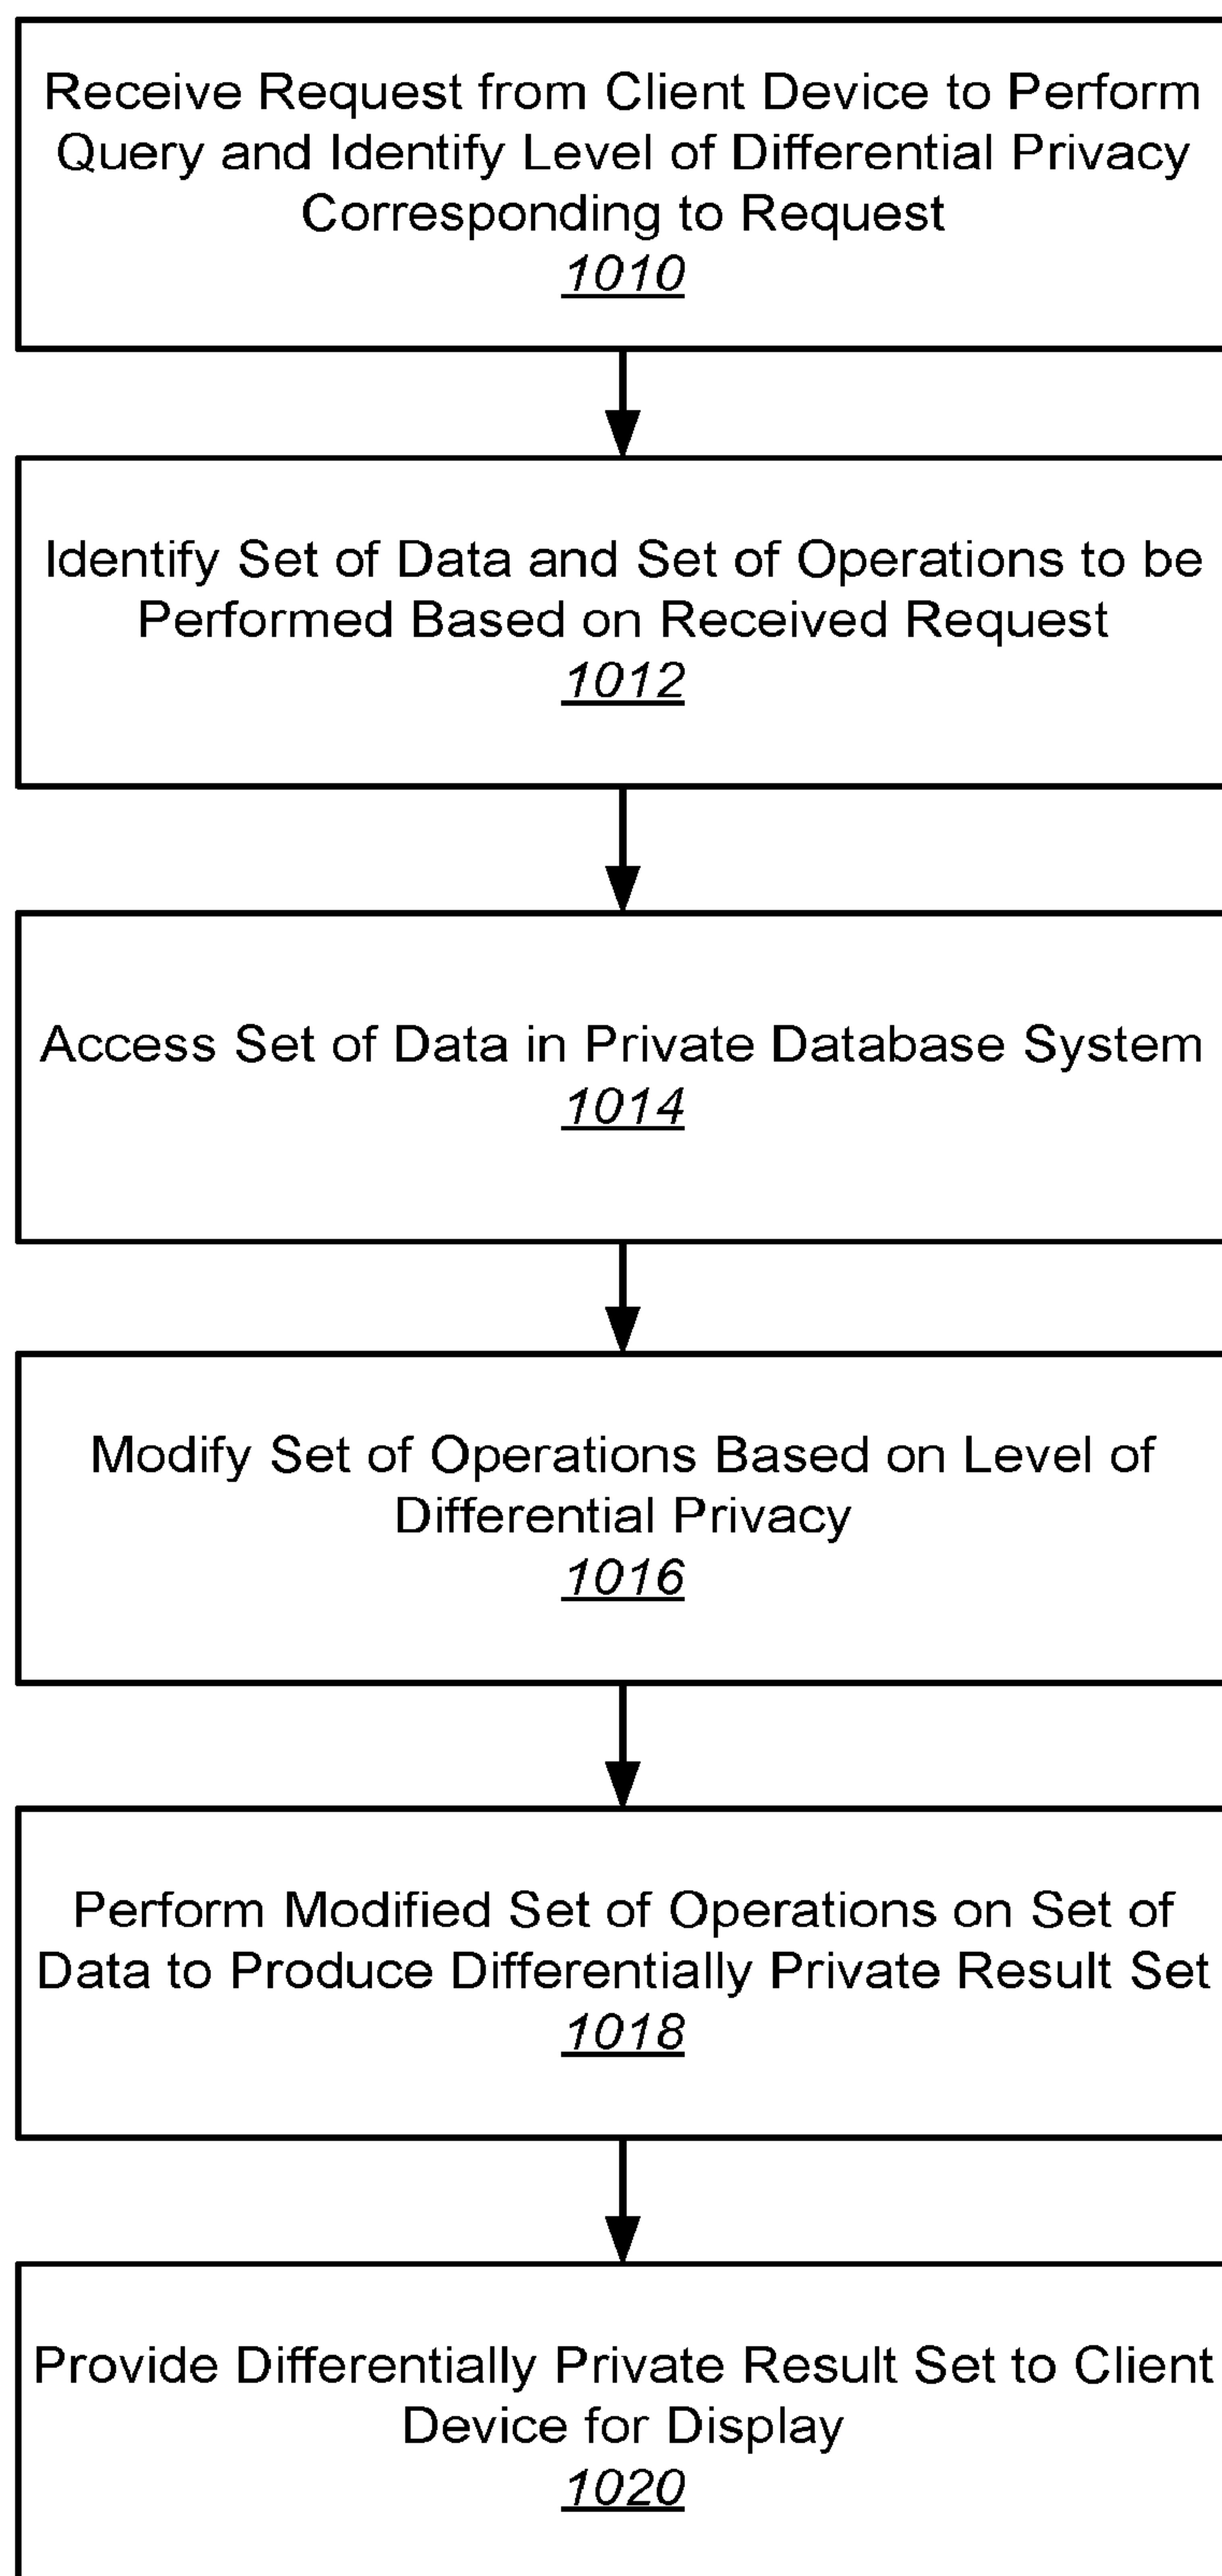 Receive Request from Client Device to Perform
Query and Identify Level of Differential Privacy
Corresponding to Request
1010
Identify Set of Data and Set of Operations to be
Performed Based on Received Request
1012
Access Set of Data in Private Database System
1014
Modify Set of Operations Based on Level of
Differential Privacy
1016
Perform Modified Set of Operations on Set of
Data to Produce Differentially Private Result Set
1018
Provide Differentially Private Result Set to Client
Device for Display
1020